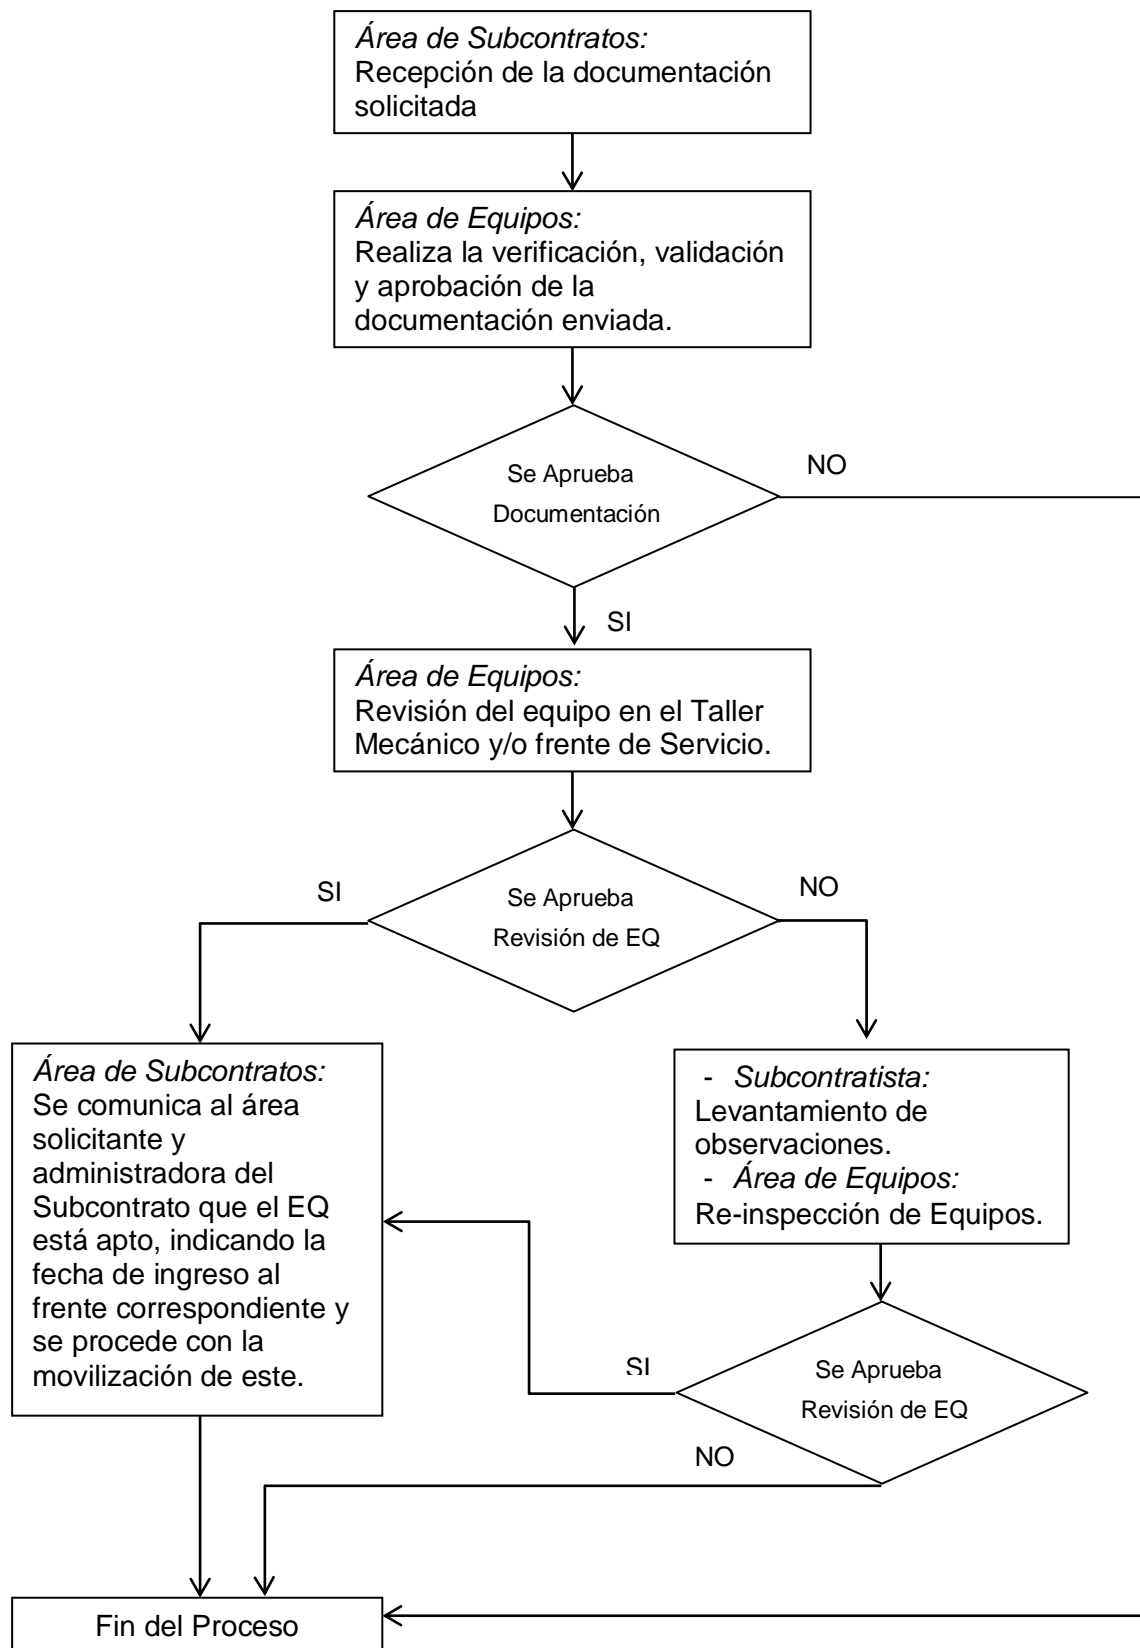 Área de Subcontratos:
Recepción de la documentación
solicitada
Área de Equipos:
Realiza la verificación, validación
y aprobación de la
documentación enviada.
Se Aprueba
Documentación
NO
SI
Área de Equipos:
Revisión del equipo en el Taller
Mecánico y/o frente de Servicio.
SI
Se Aprueba
Revisión de EQ
NO
Área de Subcontratos:
Se comunica al área
solicitante y
administradora del
Subcontrato que el EQ
está apto, indicando la
fecha de ingreso al
frente correspondiente y
se procede con la
movilización de este.
- Subcontratista:
Levantamiento de
observaciones.
- Área de Equipos:
Re-inspección de Equipos.
SI
Se Aprueba
Revisión de EQ
NO
Fin del Proceso